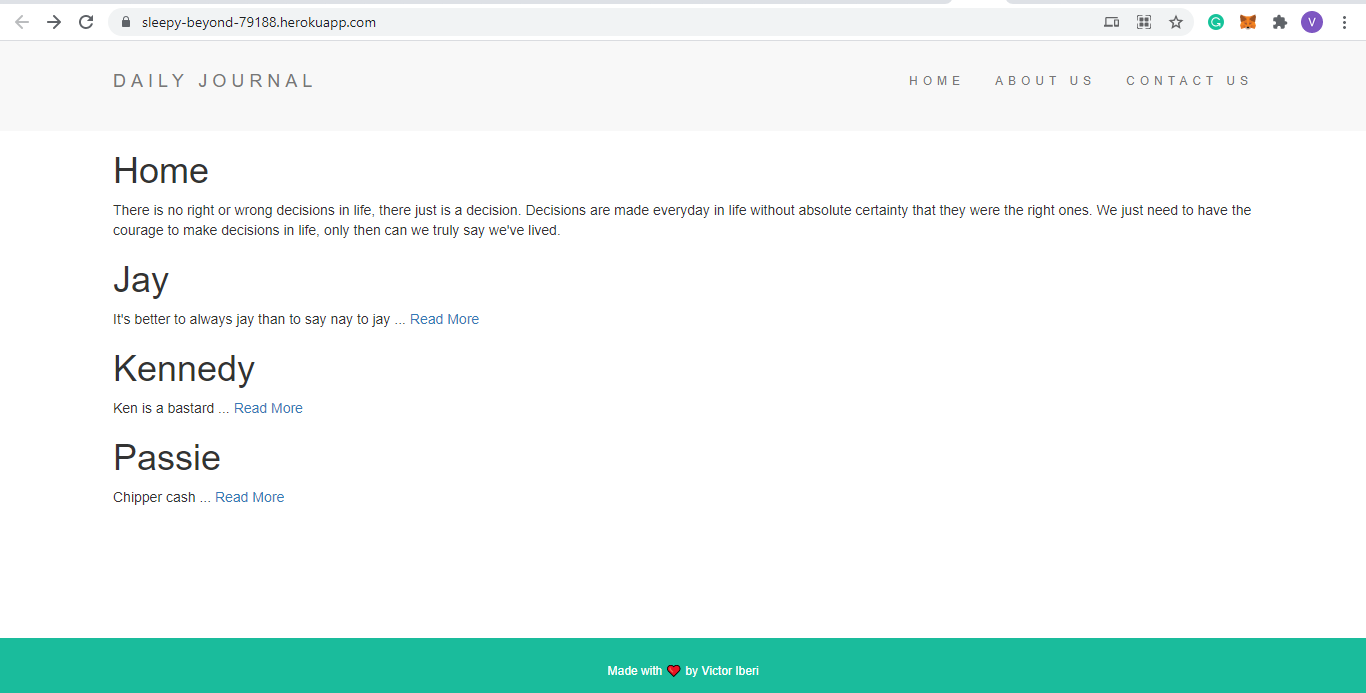 sleepy-beyond-79188.herokuapp.com
V
DAILY JOURNAL
HOME ABOUT US CONTACT US
Home
There is no right or wrong decisions in life, there just is a decision. Decisions are made everyday in life without absolute certainty that they were the right ones. We just need to have the
courage to make decisions in life, only then can we truly say we've lived.
Jay
It's better to always jay than to say nay to jay ... Read More
Kennedy
Ken is a bastard ... Read More
Passie
Chipper cash ... Read More
Made with ❤ by Victor Iberi